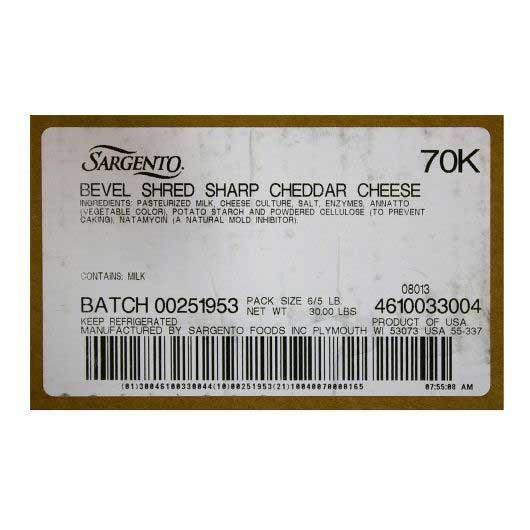 SARGENTO
70K
BEVEL SHRED SHARP CHEDDAR CHEESE
INGREDIENTS: PASTEURIZED MILK, CHEESE CULTURE, SALT, ENZYMES, ANNATTO
(VEGETABLE COLOR), POTATO STARCH AND POWDERED CELLULOSE (TO PREVENT
CAKING), NATAMYCIN (A NATURAL MOLD INHIBITOR).
CONTAINS: MILK
08013
BATCH 00251953 PACK SIZE 6/5 LB. 4610033004
NET WT 30.00 LBS
KEEP REFRIGERATED PRODUCT OF USA
MANUFACTURED BY SARGENTO FOODS INC PLYMOUTH WI 53073 USA 55-337
(01)30046100330044(10)00251953(21)10040070000165 07:55:08 AM